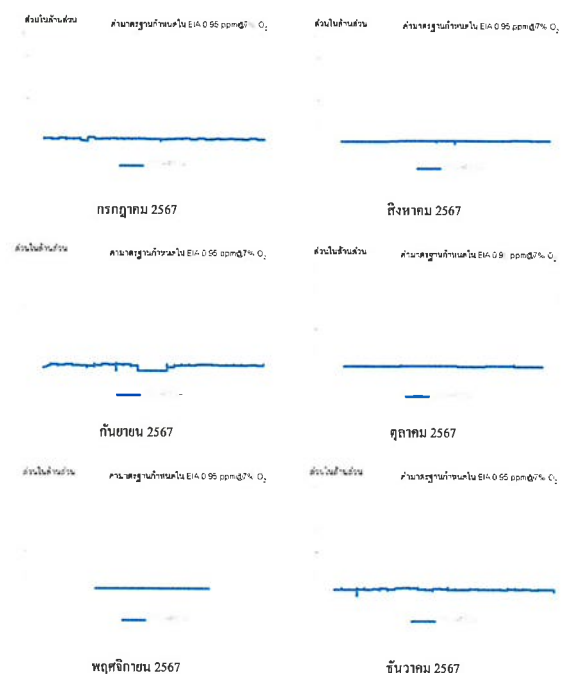 ส่วนในล้านส่วน ค่ามาตรฐานกำหนดใน EIA 0.95 ppm@7% O₂
ส่วนในล้านส่วน ค่ามาตรฐานกำหนดใน EIA 0.95 ppm@7% O₂
กรกฎาคม 2567
สิงหาคม 2567
ส่วนในล้านส่วน ค่ามาตรฐานกำหนดใน EIA 0.95 ppm@7% O₂
ส่วนในล้านส่วน ค่ามาตรฐานกำหนดใน EIA ppm@7% O₂
กันยายน 2567
ตุลาคม 2567
ส่วนในล้านส่วน ค่ามาตรฐานกำหนดใน EIA 0.95 ppm@7% O₂
ส่วนในล้านส่วน ค่ามาตรฐานกำหนดใน EIA 0.95 ppm@7% O₂
พฤศจิกายน 2567
ธันวาคม 2567